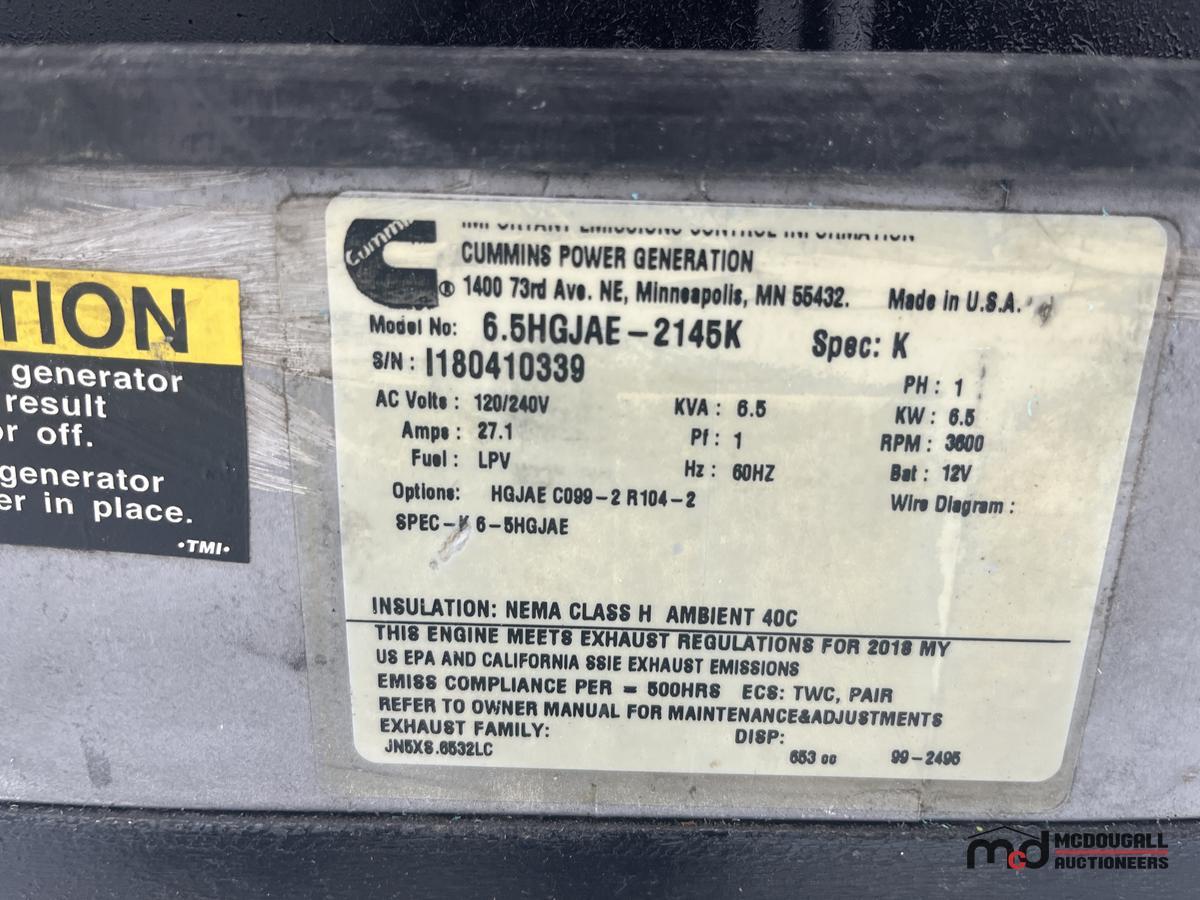 TION
generator
result
or off.
generator
er in place.
•TMI•
Cummins
IMPORTANT EMISSIONS CONTROL INFORMATION
CUMMINS POWER GENERATION
® 1400 73rd Ave. NE, Minneapolis, MN 55432. Made in U.S.A.
Model No: 6.5HGJAE-2145K Spec: K
S/N: I180410339
PH: 1
AC Volts: 120/240V KVA: 6.5 KW: 6.5
Amps: 27.1 Pf: 1 RPM: 3600
Fuel: LPV Hz: 60HZ Bat: 12V
Options: HGJAE C099-2 R104-2 Wire Diagram:
SPEC-K 6-5HGJAE
INSULATION: NEMA CLASS H AMBIENT 40C
THIS ENGINE MEETS EXHAUST REGULATIONS FOR 2018 MY
US EPA AND CALIFORNIA SSIE EXHAUST EMISSIONS
EMISS COMPLIANCE PER = 500HRS ECS: TWC, PAIR
REFER TO OWNER MANUAL FOR MAINTENANCE&ADJUSTMENTS
EXHAUST FAMILY: DISP:
JN5XS.6532LC 653 cc 99-2495
mcd MCDOUGALL
AUCTIONEERS